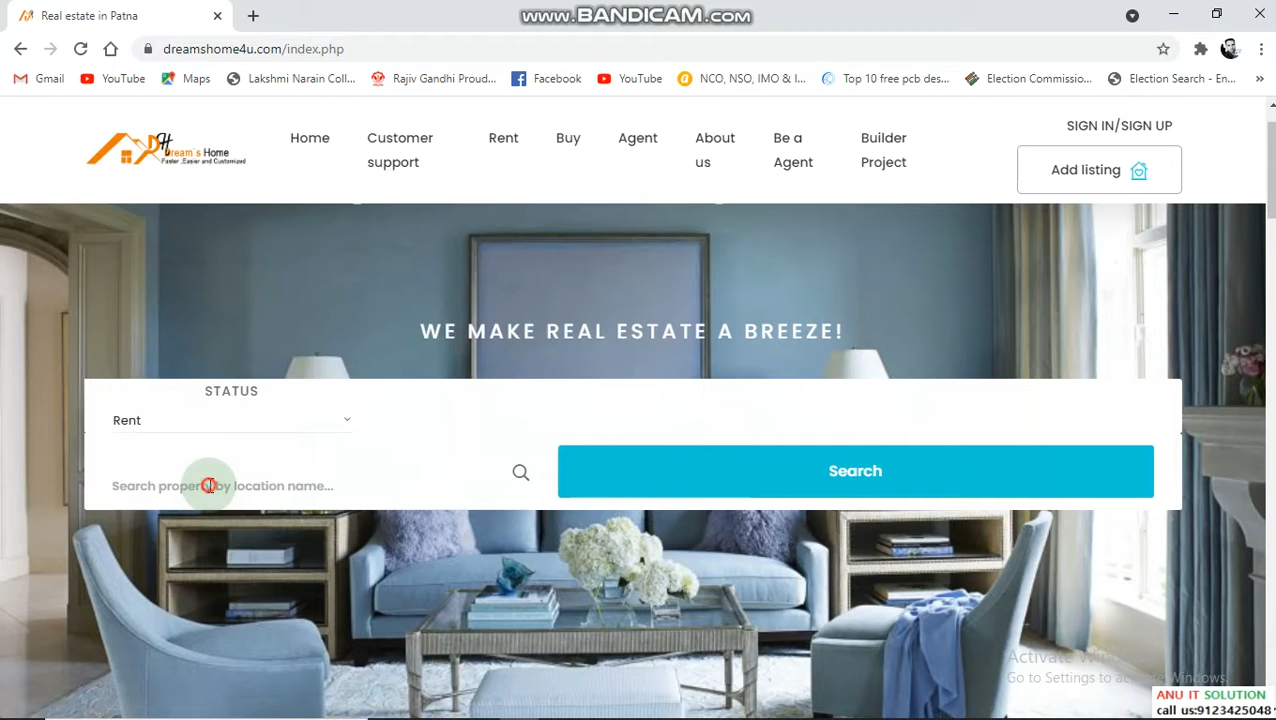 www.BANDICAM.com
Real estate in Patna
dreamshome4u.com/index.php
Gmail YouTube Maps Lakshmi Narain Coll... Rajiv Gandhi Proud... Facebook YouTube NCO, NSO, IMO & I... Top 10 free pcb des... Election Commissio... Election Search - En... »
DH Dream's Home
Faster ,Easier and Customized
Home Customer support Rent Buy Agent About us Be a Agent Builder Project
SIGN IN/SIGN UP
Add listing
WE MAKE REAL ESTATE A BREEZE!
STATUS
Rent
Search property by location name...
Search
Activate
Go to Settings to Windows.
ANU IT SOLUTION
call us:9123425048